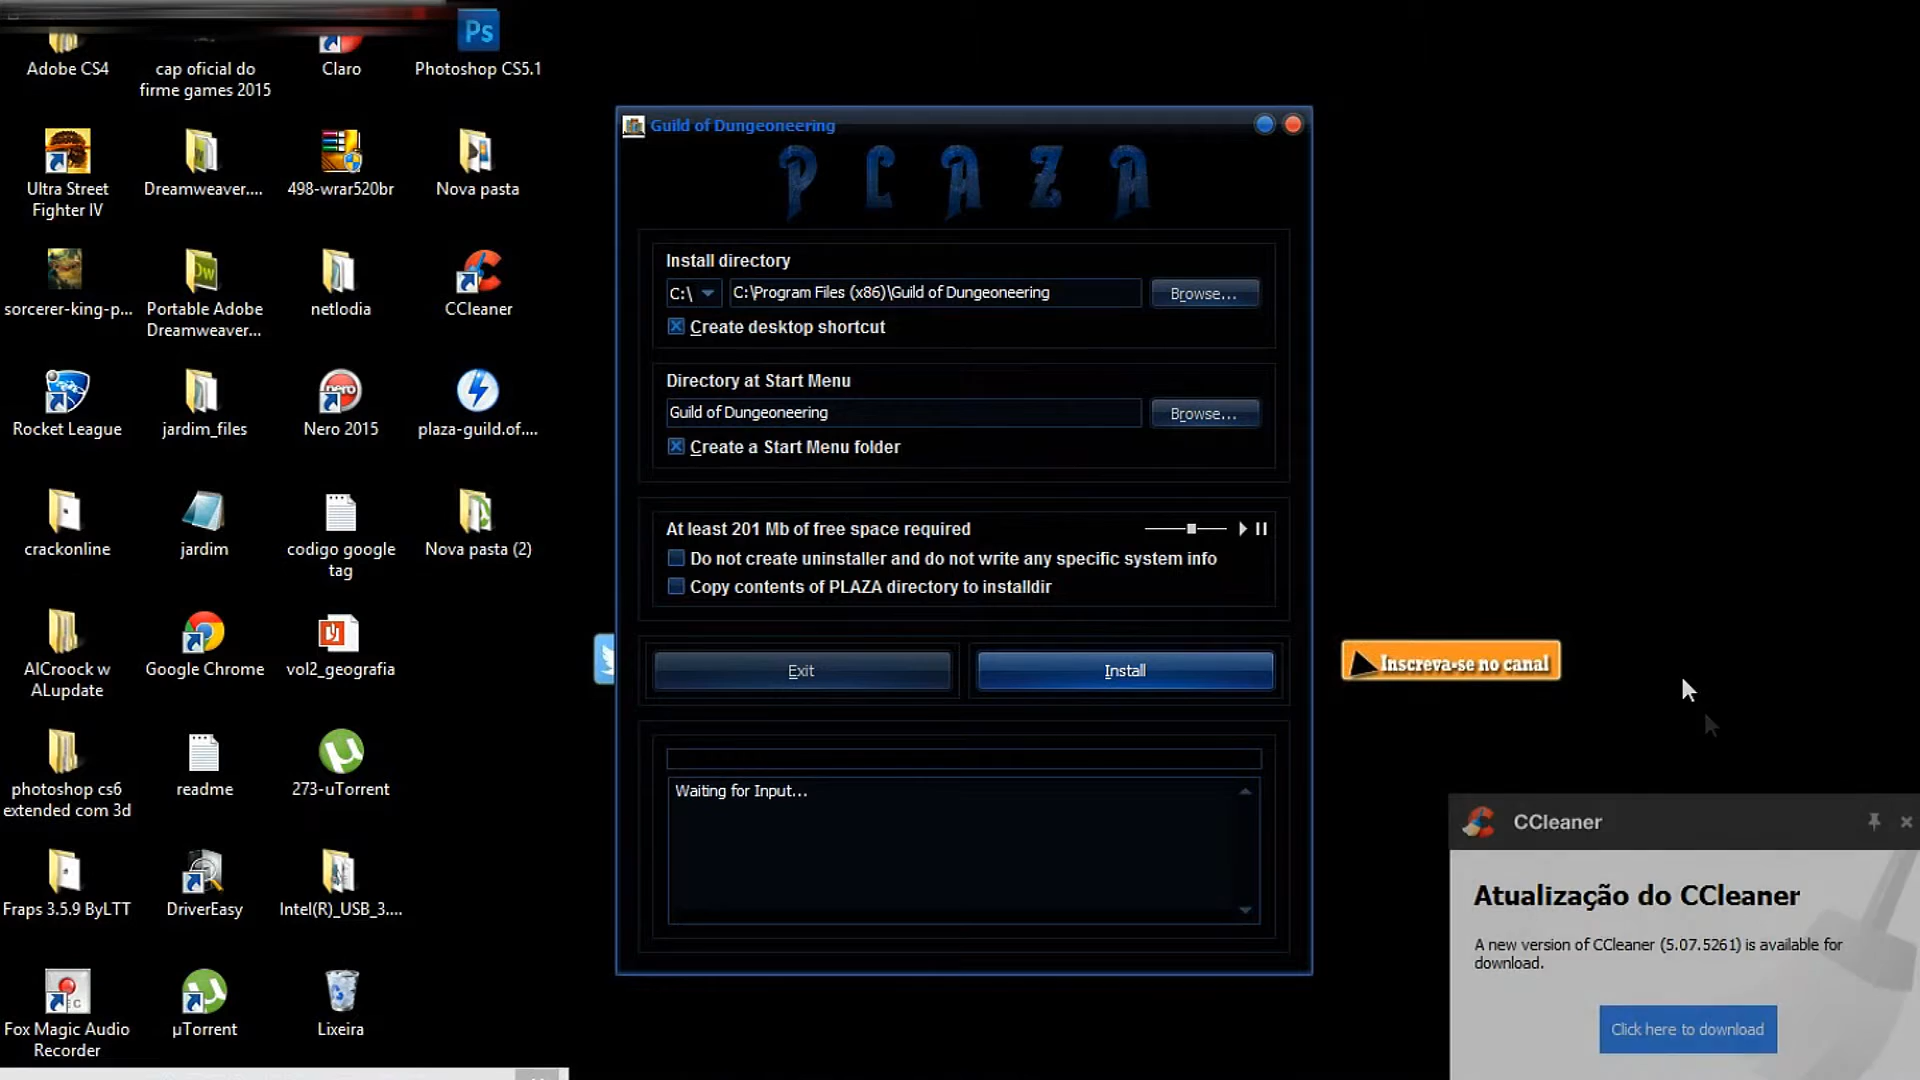 Adobe CS4
cap oficial do
firme games 2015
Claro
Ps
Photoshop CS5.1
Ultra Street
Fighter IV
Dreamweaver....
498-wrar520br
Nova pasta
sorcerer-king-p...
Portable Adobe
Dreamweaver...
netlodia
CCleaner
Rocket League
jardim_files
Nero 2015
plaza-guild.of....
crackonline
jardim
codigo google
tag
Nova pasta (2)
AlCroock w
ALupdate
Google Chrome
vol2_geografia
photoshop cs6
extended com 3d
readme
273-uTorrent
Fraps 3.5.9 ByLTT
DriverEasy
Intel(R)_USB_3....
Fox Magic Audio
Recorder
µTorrent
Lixeira
Guild of Dungeoneering
PLAZA
Install directory
C:\
C:\Program Files (x86)\Guild of Dungeoneering
Browse...
Create desktop shortcut
Directory at Start Menu
Guild of Dungeoneering
Browse...
Create a Start Menu folder
At least 201 Mb of free space required
Do not create uninstaller and do not write any specific system info
Copy contents of PLAZA directory to installdir
Exit
Install
Waiting for Input...
Inscreva-se no canal
CCleaner
Atualização do CCleaner
A new version of CCleaner (5.07.5261) is available for
download.
Click here to download